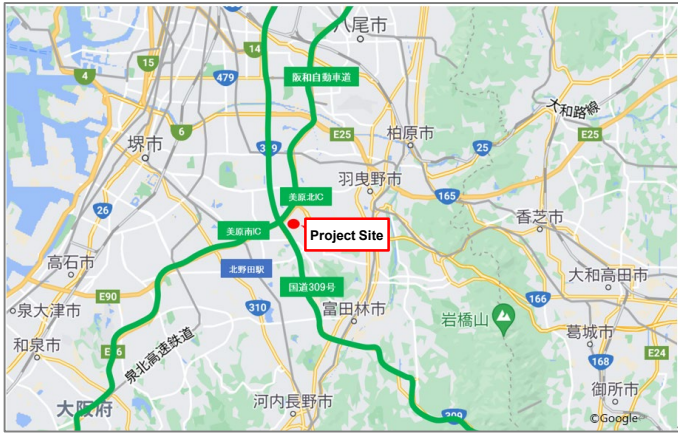 八尾市
14
15
4
479
阪和自動車道
大和路線
6
E25
柏原市
E25
堺市
309
25
羽曳野市
美原北IC
165
26
香芝市
美原南IC
Project Site
高石市
北野田駅
大和高田市
国道309号
E90
310
富田林市
166
泉大津市
岩橋山
葛城市
和泉市
E26
泉北高速鉄道
168
E24
大阪府
河内長野市
御所市
309
©Google